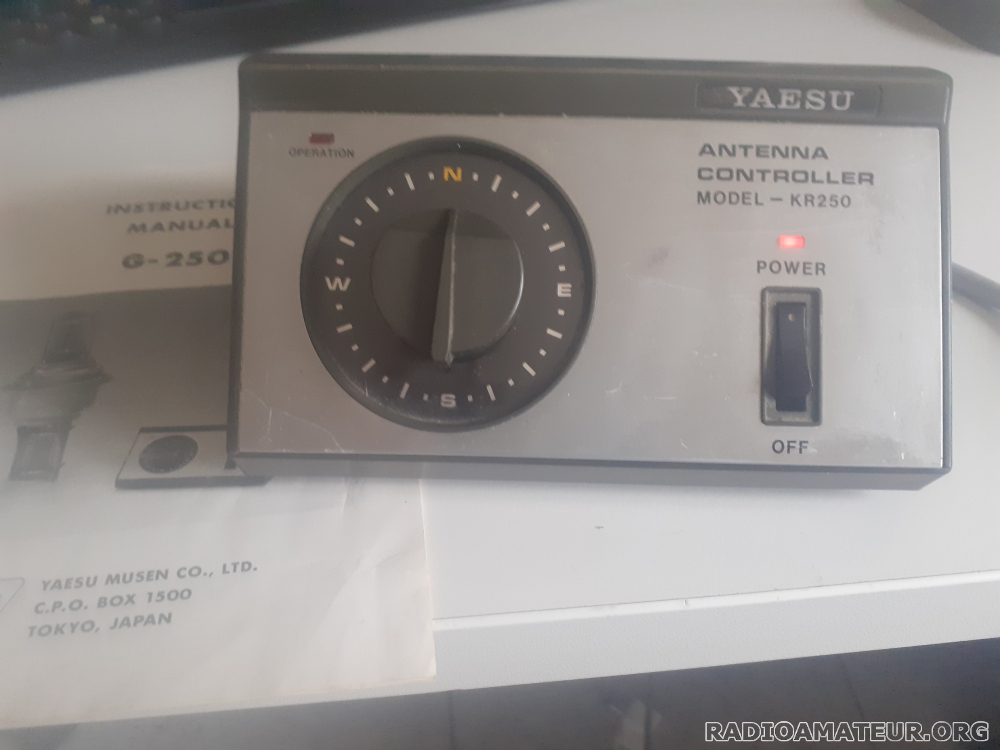 YAESU
ANTENNA
CONTROLLER
MODEL — KR250
OPERATION
N
W
E
S
POWER
OFF
MANUAL
G-250
YAESU MUSEN CO., LTD.
C.P.O. BOX 1500
TOKYO, JAPAN
RADIOAMATEUR.ORG